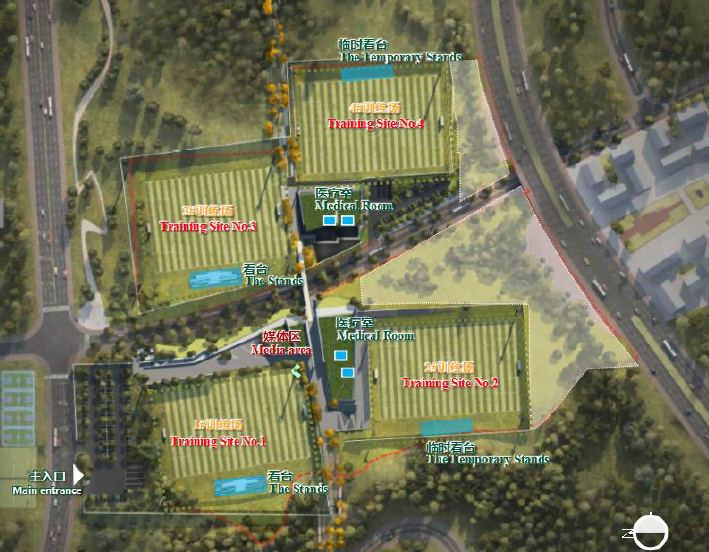 临时看台
The Temporary Stands
4#训练场
Training Site No.4
医疗室
Medical Room
3#训练场
Training Site No.3
看台
The Stands
媒体区
Media area
医疗室
Medical Room
2#训练场
Training Site No.2
1#训练场
Training Site No.1
临时看台
The Temporary Stands
主入口
Main entrance
看台
The Stands
Z